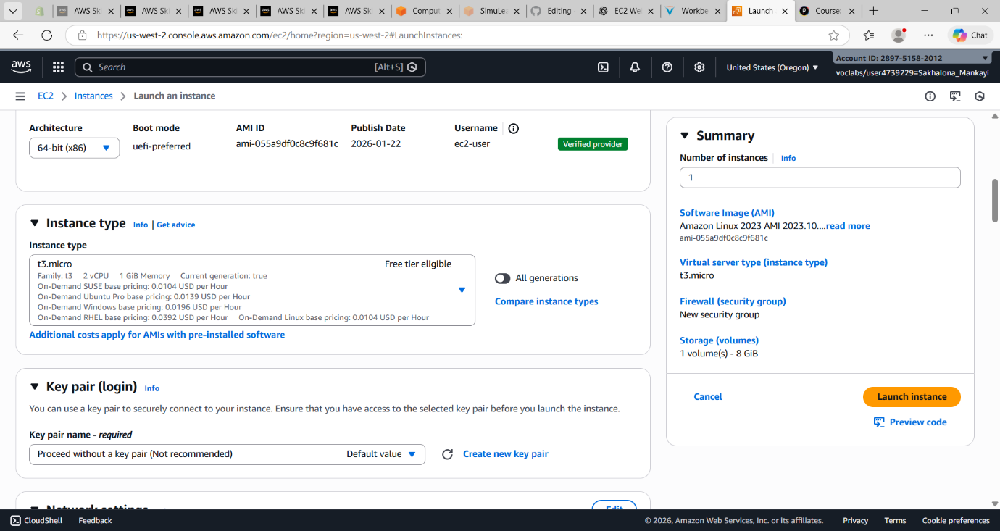 AWS Ski
AWS Ski
AWS Ski
AWS Ski
AWS Ski
Comput
SimuLea
Editing
EC2 We
Workbe
Launch
Course:
https://us-west-2.console.aws.amazon.com/ec2/home?region=us-west-2#LaunchInstances:
Chat
aws
Search
[Alt+S]
United States (Oregon)
Account ID: 2897-5158-2012
voclabs/user4739229=Sakhalona_Mankayi
EC2
Instances
Launch an instance
Architecture
Boot mode
AMI ID
Publish Date
Username
64-bit (x86)
uefi-preferred
ami-055a9df0c8c9f681c
2026-01-22
ec2-user
Verified provider
Instance type
Info | Get advice
Instance type
t3.micro
Free tier eligible
Family: t3 2 vCPU 1 GiB Memory Current generation: true
On-Demand SUSE base pricing: 0.0104 USD per Hour
On-Demand Ubuntu Pro base pricing: 0.0139 USD per Hour
On-Demand Windows base pricing: 0.0196 USD per Hour
On-Demand RHEL base pricing: 0.0392 USD per Hour On-Demand Linux base pricing: 0.0104 USD per Hour
All generations
Compare instance types
Additional costs apply for AMIs with pre-installed software
Key pair (login)
Info
You can use a key pair to securely connect to your instance. Ensure that you have access to the selected key pair before you launch the instance.
Key pair name - required
Proceed without a key pair (Not recommended)
Default value
Create new key pair
Network settings
Edit
Summary
Number of instances
Info
1
Software Image (AMI)
Amazon Linux 2023 AMI 2023.10....read more
ami-055a9df0c8c9f681c
Virtual server type (instance type)
t3.micro
Firewall (security group)
New security group
Storage (volumes)
1 volume(s) - 8 GiB
Cancel
Launch instance
Preview code
CloudShell
Feedback
© 2026, Amazon Web Services, Inc. or its affiliates.
Privacy
Terms
Cookie preferences